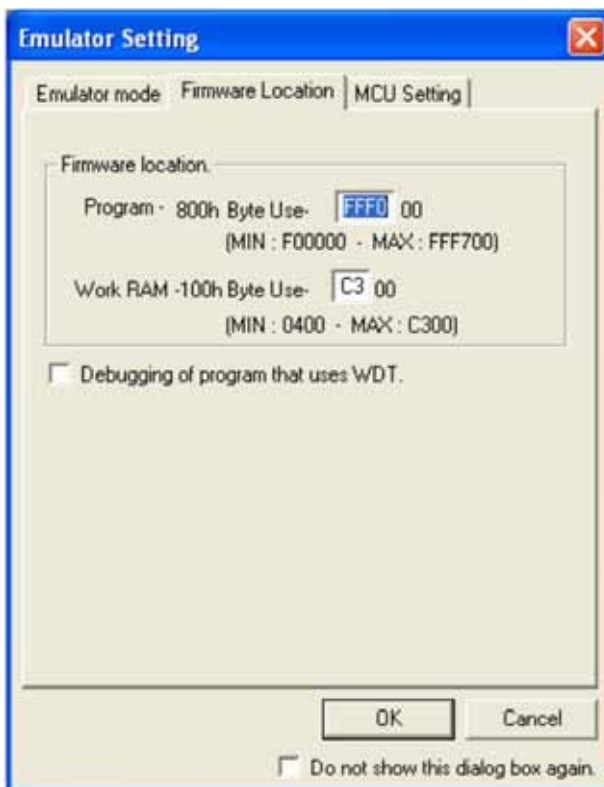 Emulator Setting
Emulator mode Firmware Location MCU Setting
Firmware location.
Program - 800h Byte Use- FFF0 00
(MIN : F00000 - MAX : FFF700)
Work RAM -100h Byte Use- C3 00
(MIN : 0400 - MAX : C300)
Debugging of program that uses WDT.
OK Cancel
Do not show this dialog box again.